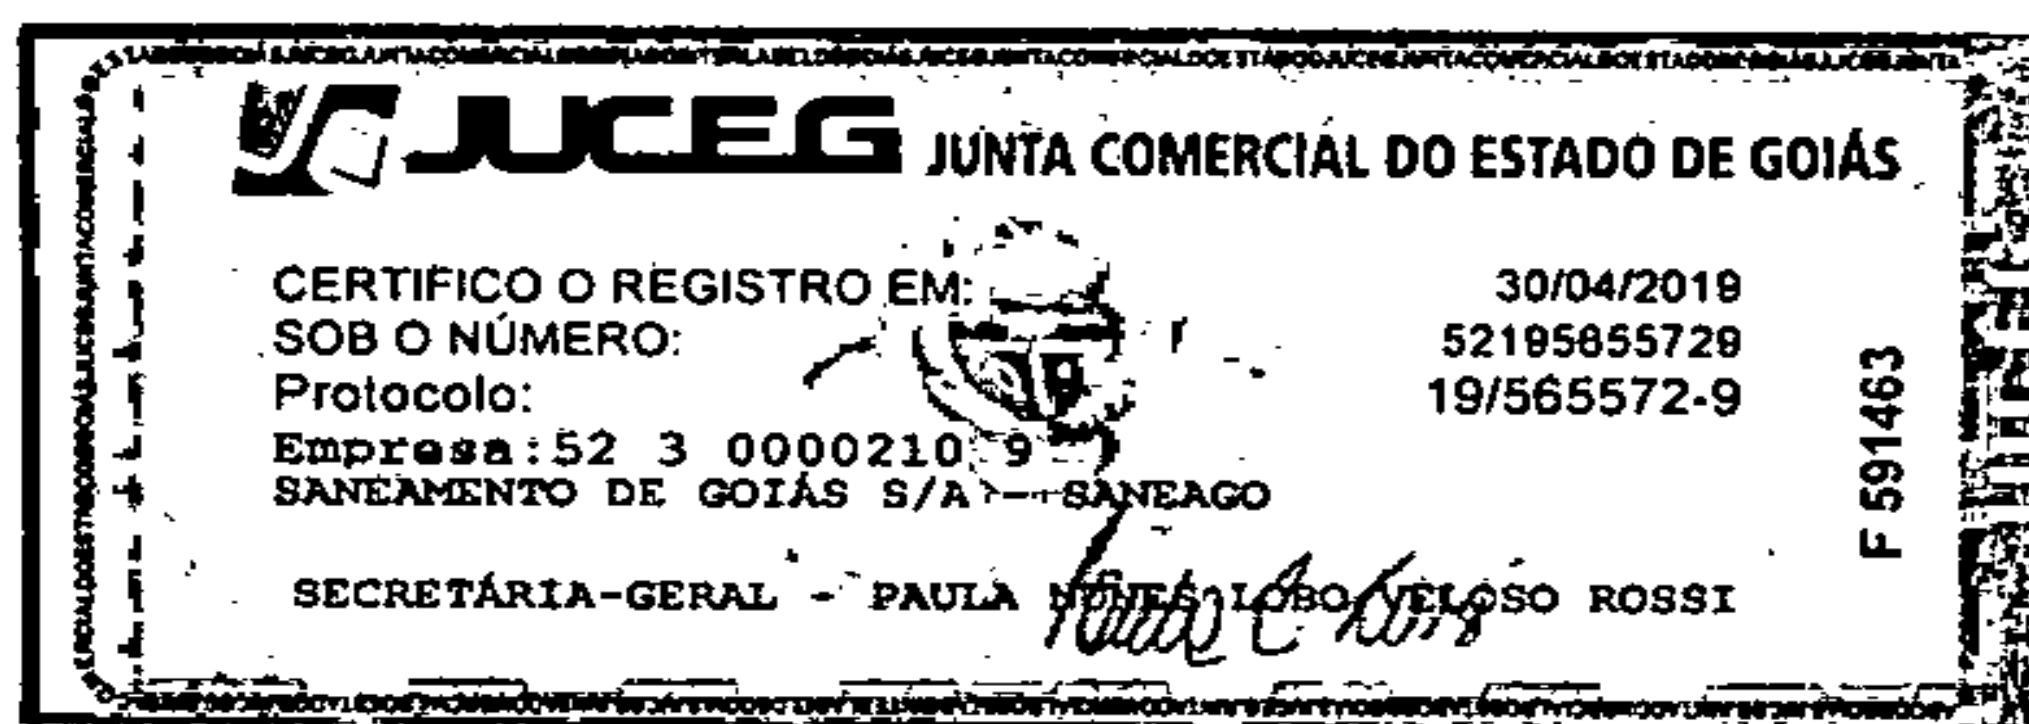 JUCEG JUNTA COMERCIAL DO ESTADO DE GOIÁS
CERTIFICO O REGISTRO EM: 30/04/2019
SOB O NÚMERO: 52195655729
Protocolo: 19/565572-9
Empresa:52 3 0000210 9
SANEAMENTO DE GOIÁS S/A - SANEAGO
F 591463
SECRETÁRIA-GERAL - PAULA NUNES LOBO VELOSO ROSSI